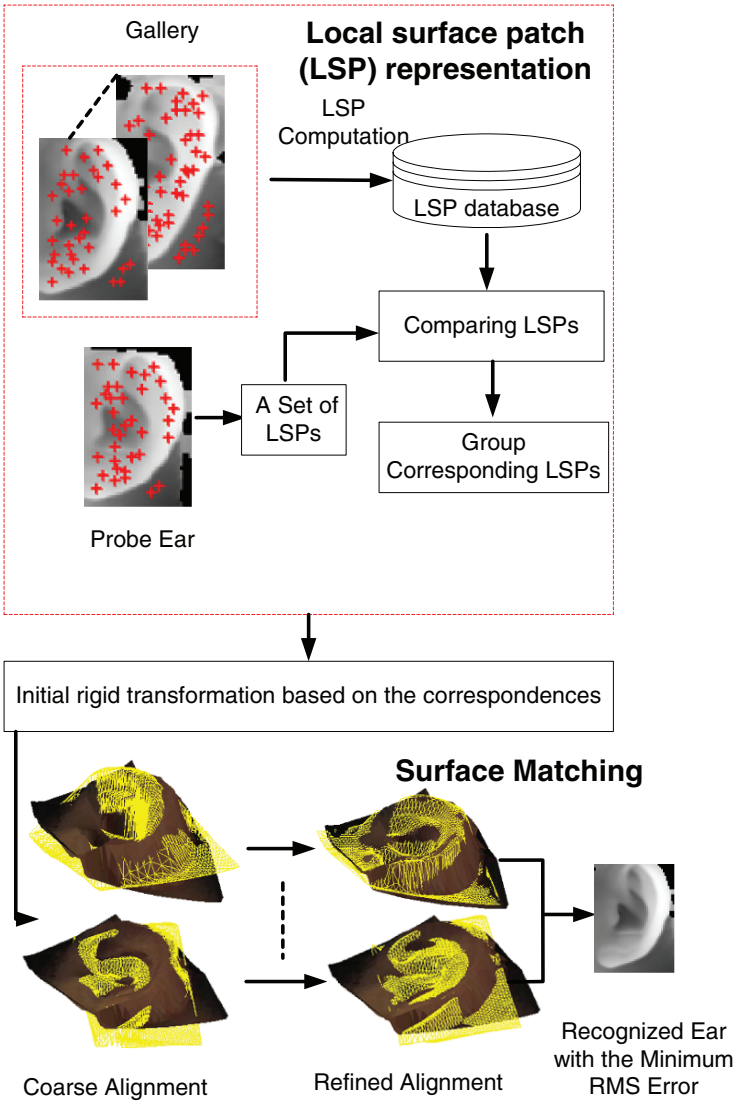 Gallery
Local surface patch
(LSP) representation
LSP
Computation
LSP database
Comparing LSPs
A Set of
LSPs
Group
Corresponding LSPs
Probe Ear
Initial rigid transformation based on the correspondences
Surface Matching
Coarse Alignment
Refined Alignment
Recognized Ear
with the Minimum
RMS Error